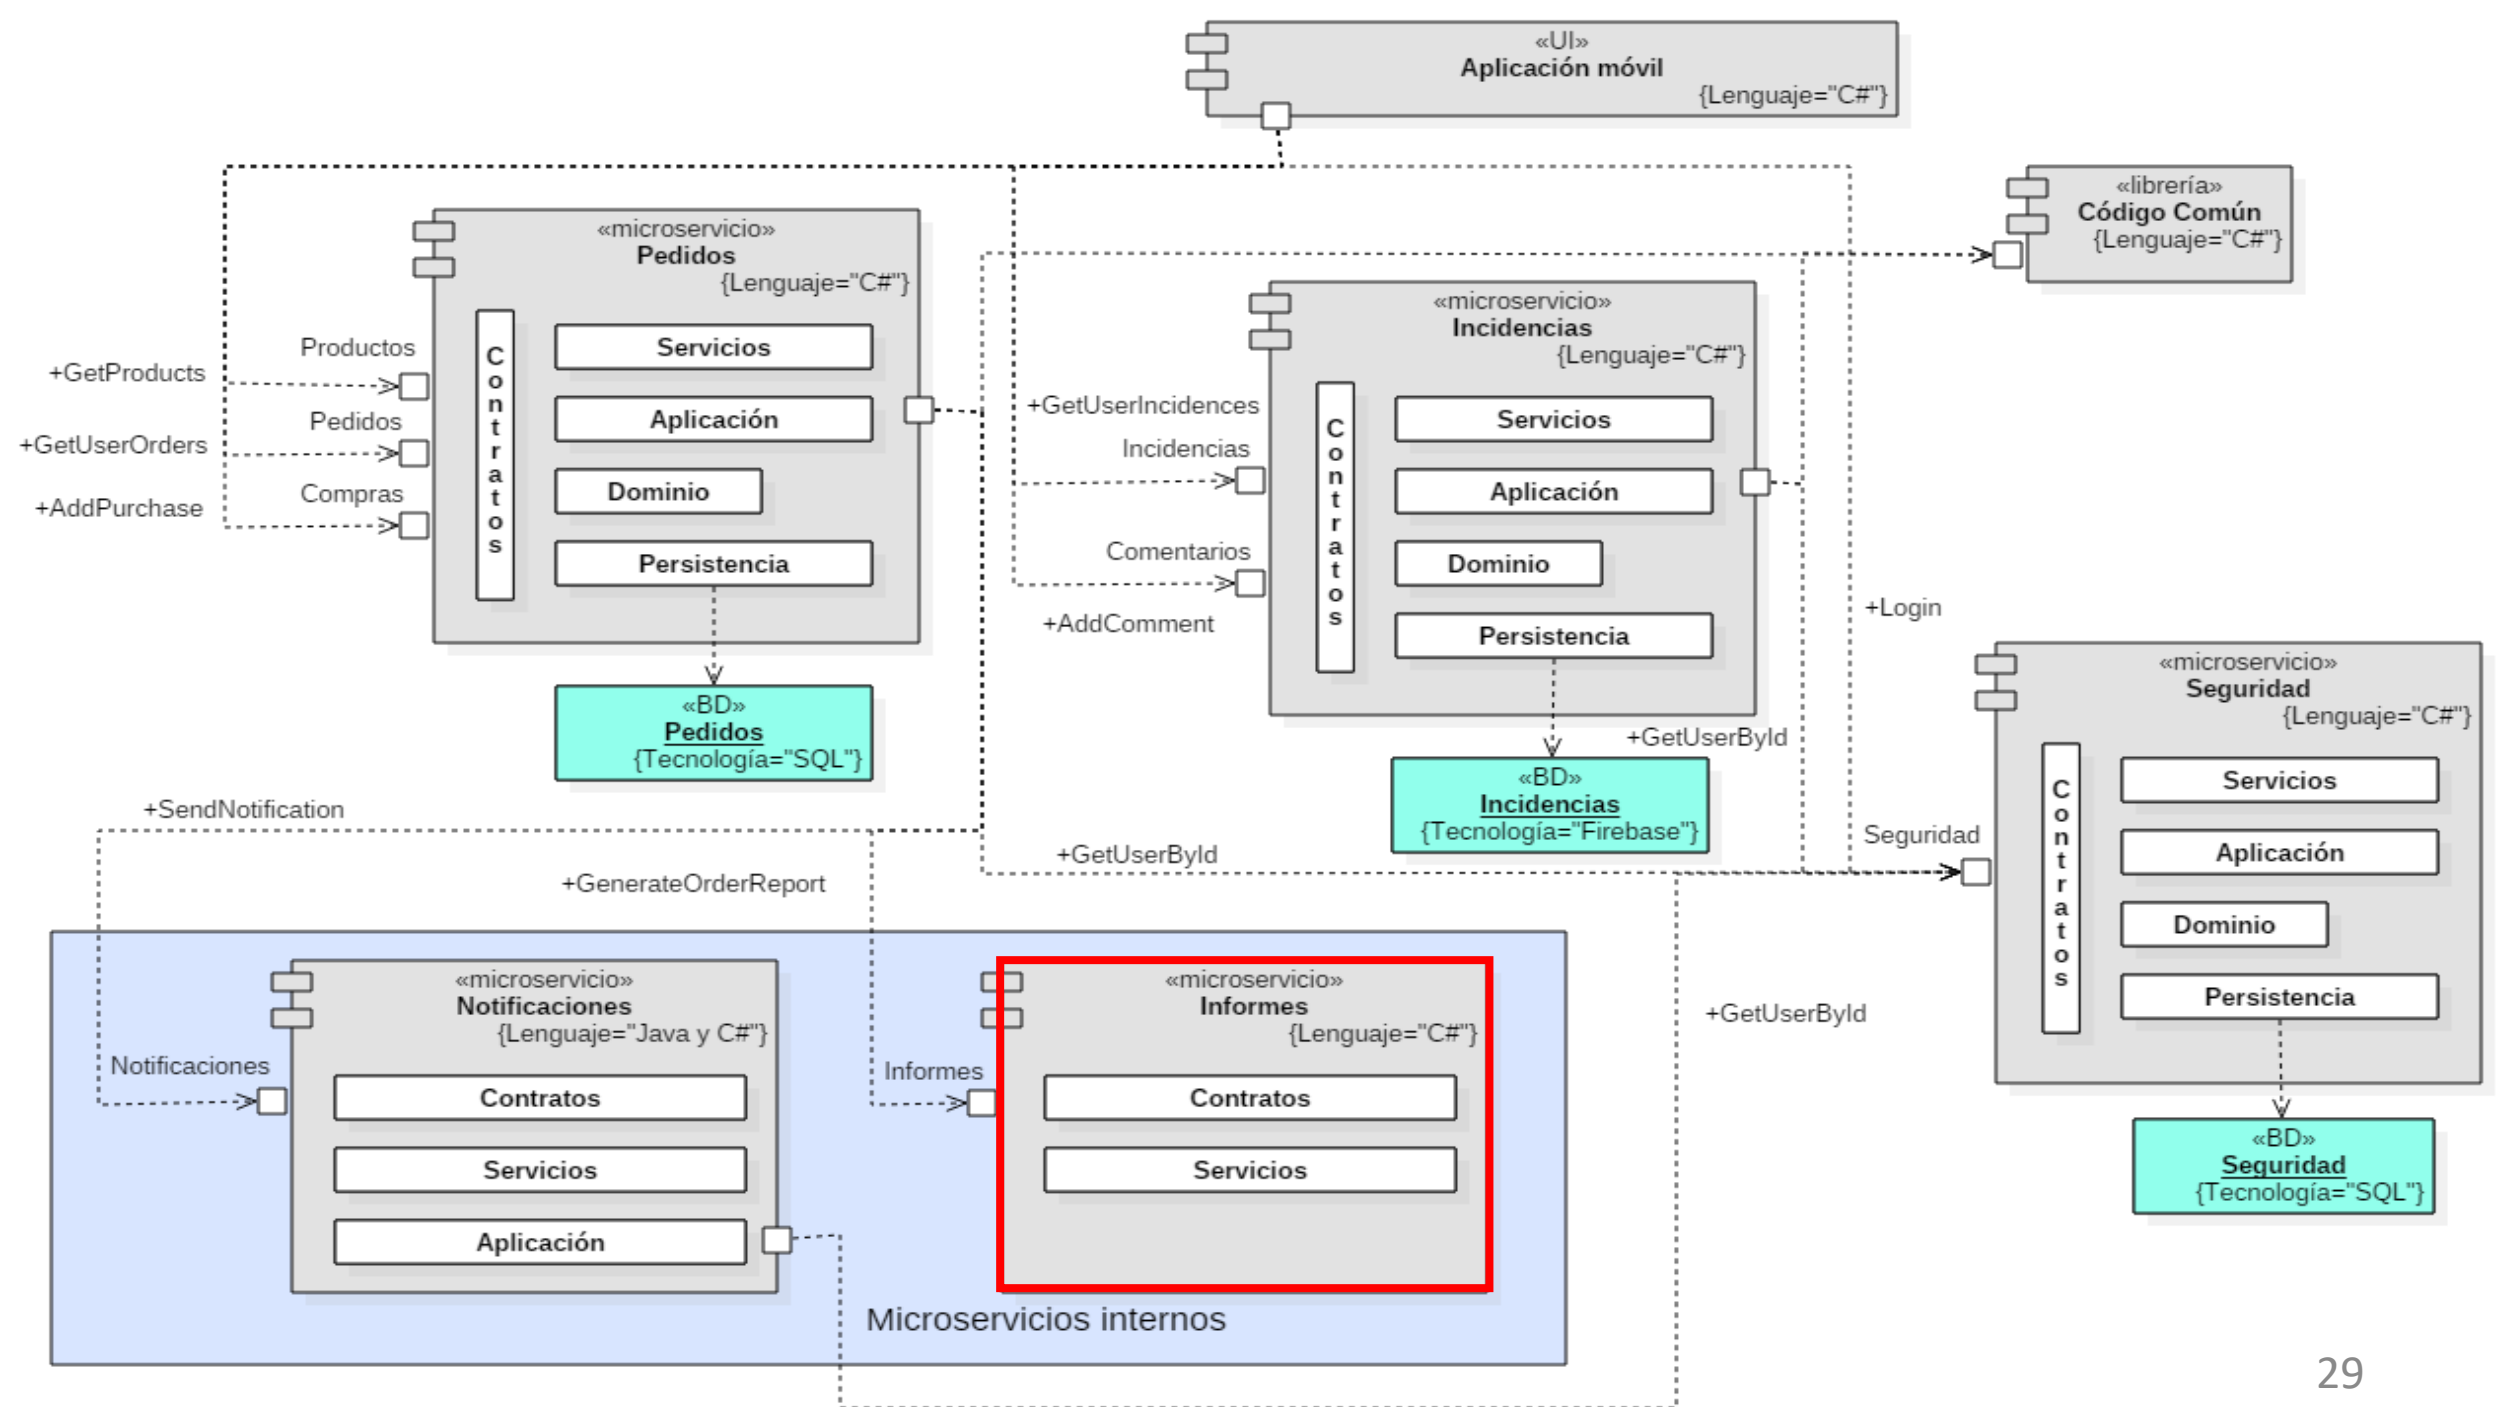 «UI»
Aplicación móvil
{Lenguaje="C#"}
«librería»
Código Común
{Lenguaje="C#"}
«microservicio»
Pedidos
{Lenguaje="C#"}
Contratos
Servicios
Aplicación
Dominio
Persistencia
Productos
+GetProducts
Pedidos
+GetUserOrders
Compras
+AddPurchase
«BD»
Pedidos
{Tecnología="SQL"}
«microservicio»
Incidencias
{Lenguaje="C#"}
Contratos
Servicios
Aplicación
Dominio
Persistencia
+GetUserIncidences
Incidencias
Comentarios
+AddComment
«BD»
Incidencias
{Tecnología="Firebase"}
+GetUserById
+Login
«microservicio»
Seguridad
{Lenguaje="C#"}
Contratos
Servicios
Aplicación
Dominio
Persistencia
Seguridad
«BD»
Seguridad
{Tecnología="SQL"}
+SendNotification
+GetUserById
+GenerateOrderReport
«microservicio»
Notificaciones
{Lenguaje="Java y C#"}
Notificaciones
Contratos
Servicios
Aplicación
«microservicio»
Informes
{Lenguaje="C#"}
Informes
Contratos
Servicios
+GetUserById
Microservicios internos
29